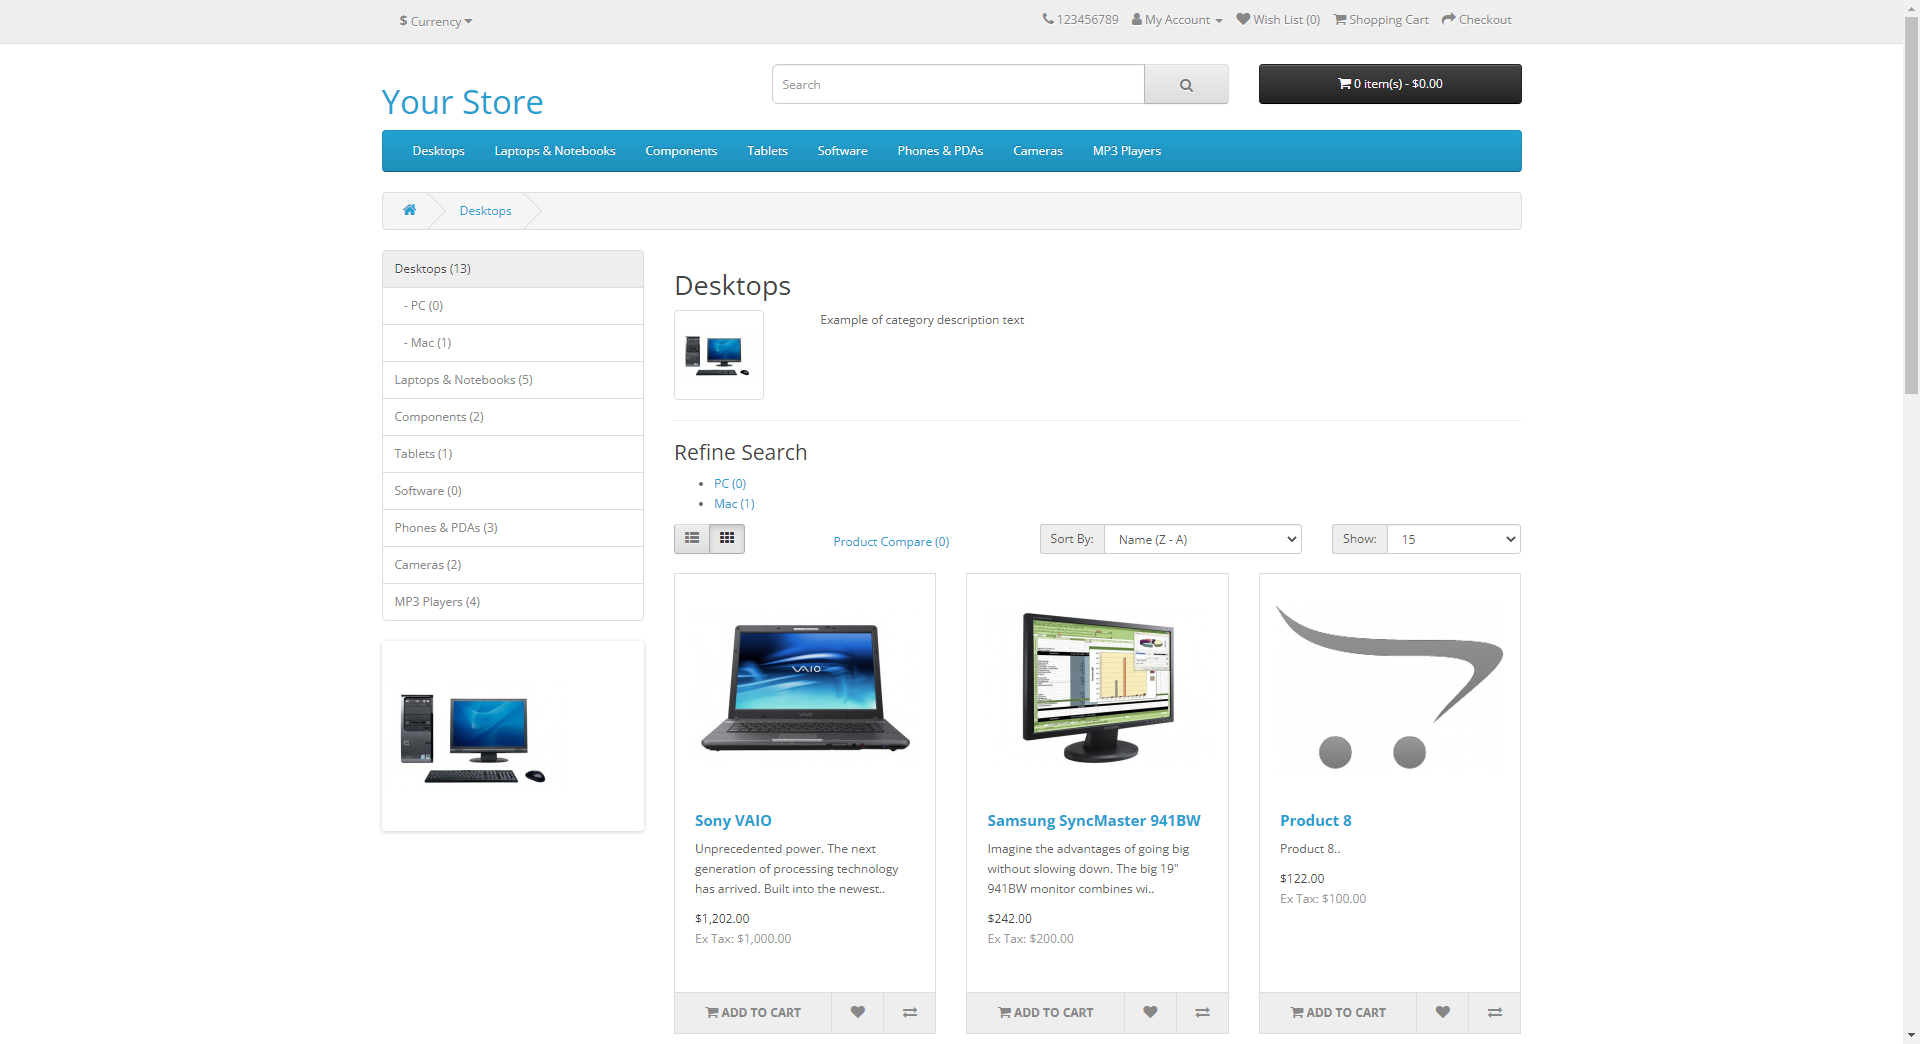 $ Currency
123456789 My Account Wish List (0) Shopping Cart Checkout
Your Store
Search
0 item(s) - $0.00
Desktops Laptops & Notebooks Components Tablets Software Phones & PDAs Cameras MP3 Players
Desktops
Desktops (13)
- PC (0)
- Mac (1)
Laptops & Notebooks (5)
Components (2)
Tablets (1)
Software (0)
Phones & PDAs (3)
Cameras (2)
MP3 Players (4)
Desktops
Example of category description text
Refine Search
PC (0)
Mac (1)
Product Compare (0)
Sort By: Name (Z - A)
Show: 15
VAIO
Sony VAIO
Unprecedented power. The next
generation of processing technology
has arrived. Built into the newest..
$1,202.00
Ex Tax: $1,000.00
ADD TO CART
Samsung SyncMaster 941BW
Imagine the advantages of going big
without slowing down. The big 19"
941BW monitor combines wi..
$242.00
Ex Tax: $200.00
ADD TO CART
Product 8
Product 8..
$122.00
Ex Tax: $100.00
ADD TO CART